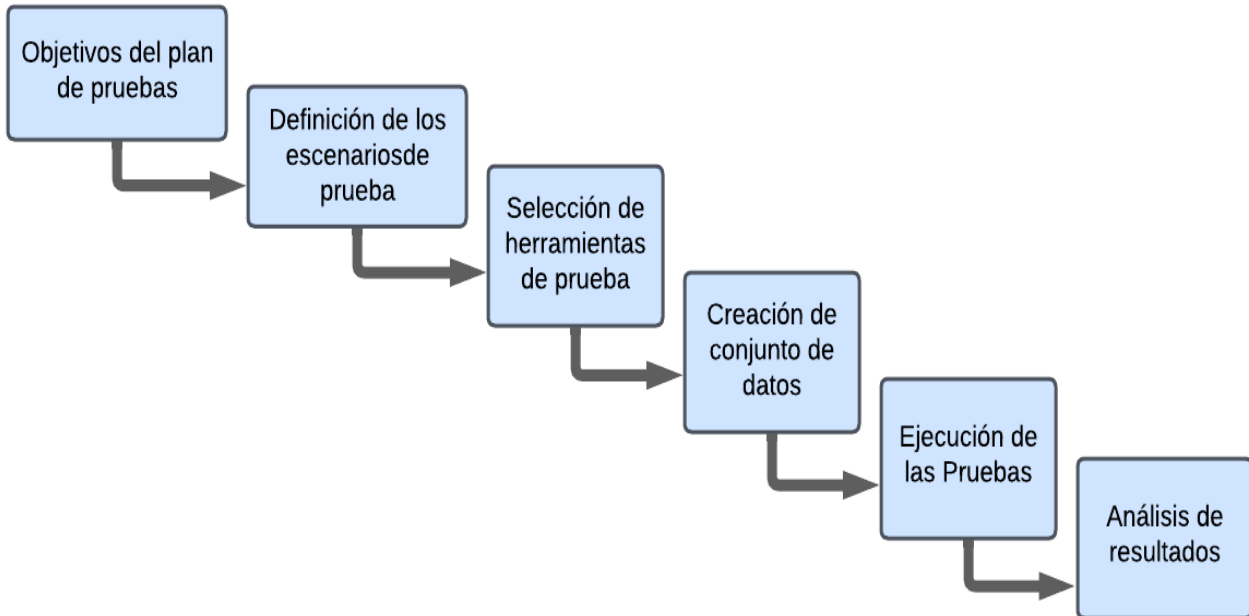 Objetivos del plan
de pruebas
Definición de los
escenariosde
prueba
Selección de
herramientas
de prueba
Creación de
conjunto de
datos
Ejecución de
las Pruebas
Análisis de
resultados